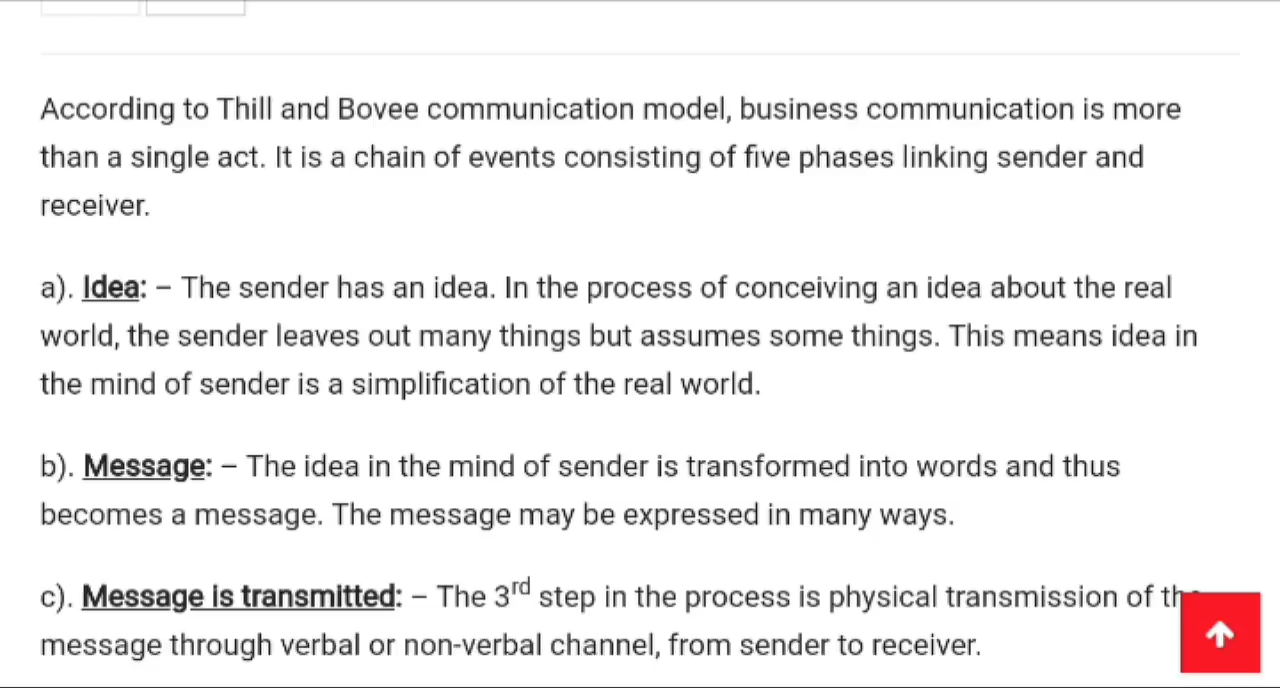 According to Thill and Bovee communication model, business communication is more
than a single act. It is a chain of events consisting of five phases linking sender and
receiver.
a). Idea: – The sender has an idea. In the process of conceiving an idea about the real
world, the sender leaves out many things but assumes some things. This means idea in
the mind of sender is a simplification of the real world.
b). Message: – The idea in the mind of sender is transformed into words and thus
becomes a message. The message may be expressed in many ways.
c). Message is transmitted: – The 3rd step in the process is physical transmission of the
message through verbal or non-verbal channel, from sender to receiver.